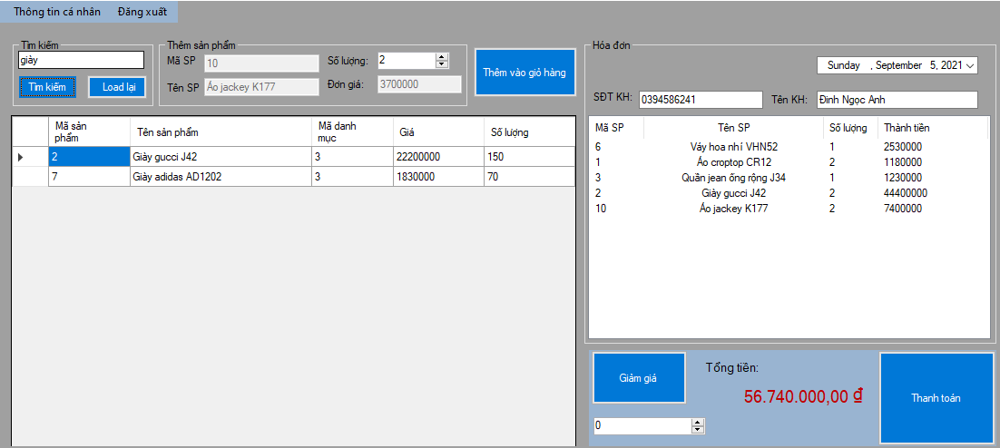 Thông tin cá nhân Đăng xuất
Tìm kiếm
giày
Tìm kiếm Load lại
Thêm sản phẩm
Mã SP 10 Số lượng: 2
Tên SP Áo jackey K177 Đơn giá: 3700000
Thêm vào giỏ hàng
Mã sản phẩm Tên sản phẩm Mã danh mục Giá Số lượng
2 Giày gucci J42 3 22200000 150
7 Giày adidas AD1202 3 1830000 70
Hóa đơn
Sunday , September 5, 2021
SĐT KH: 0394586241 Tên KH: Đinh Ngọc Anh
Mã SP Tên SP Số lượng Thành tiền
6 Váy hoa nhí VHN52 1 2530000
1 Áo croptop CR12 2 1180000
3 Quần jean ống rộng J34 1 1230000
2 Giày gucci J42 2 44400000
10 Áo jackey K177 2 7400000
Giảm giá
0
Tổng tiền:
56.740.000,00 ₫
Thanh toán